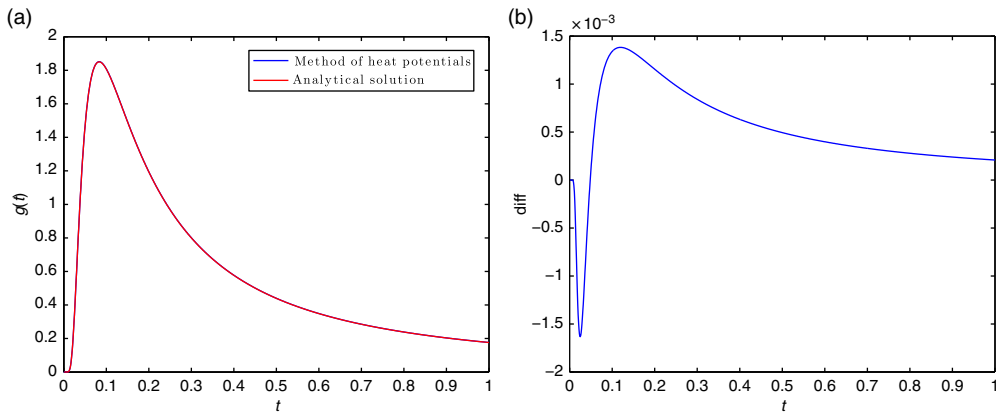 (a)
2
1.8
1.6
1.4
1.2
1
0.8
0.6
0.4
0.2
0
g(t)
Method of heat potentials
Analytical solution
0 0.1 0.2 0.3 0.4 0.5 0.6 0.7 0.8 0.9 1
t
(b)
×10⁻³
1.5
1
0.5
0
−0.5
−1
−1.5
−2
diff
0 0.1 0.2 0.3 0.4 0.5 0.6 0.7 0.8 0.9 1
t